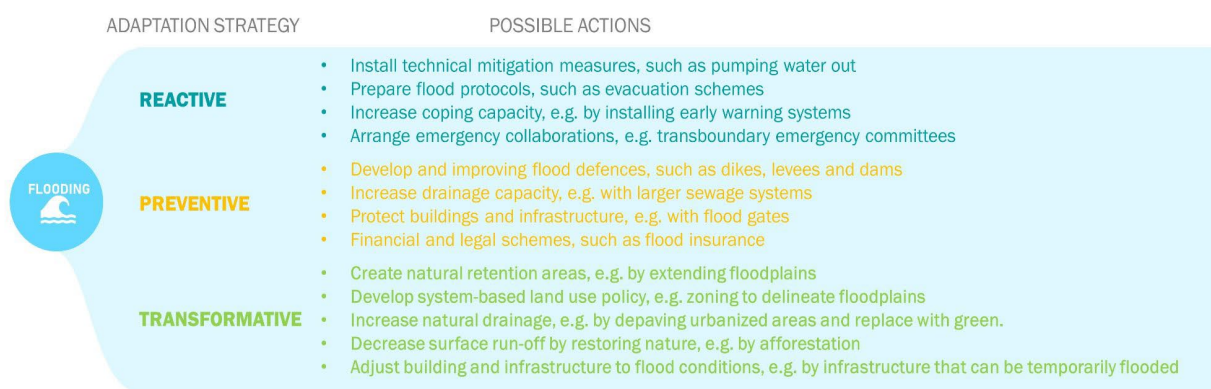 ADAPTATION STRATEGY POSSIBLE ACTIONS
FLOODING
REACTIVE
• Install technical mitigation measures, such as pumping water out
• Prepare flood protocols, such as evacuation schemes
• Increase coping capacity, e.g. by installing early warning systems
• Arrange emergency collaborations, e.g. transboundary emergency committees
PREVENTIVE
• Develop and improving flood defences, such as dikes, levees and dams
• Increase drainage capacity, e.g. with larger sewage systems
• Protect buildings and infrastructure, e.g. with flood gates
• Financial and legal schemes, such as flood insurance
TRANSFORMATIVE
• Create natural retention areas, e.g. by extending floodplains
• Develop system-based land use policy, e.g. zoning to delineate floodplains
• Increase natural drainage, e.g. by depaving urbanized areas and replace with green.
• Decrease surface run-off by restoring nature, e.g. by afforestation
• Adjust building and infrastructure to flood conditions, e.g. by infrastructure that can be temporarily flooded